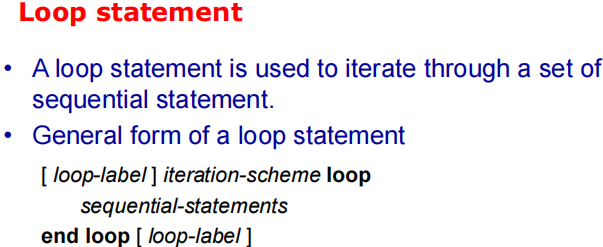 Loop statement
• A loop statement is used to iterate through a set of
sequential statement.
• General form of a loop statement
[ loop-label ] iteration-scheme loop
sequential-statements
end loop [ loop-label ]